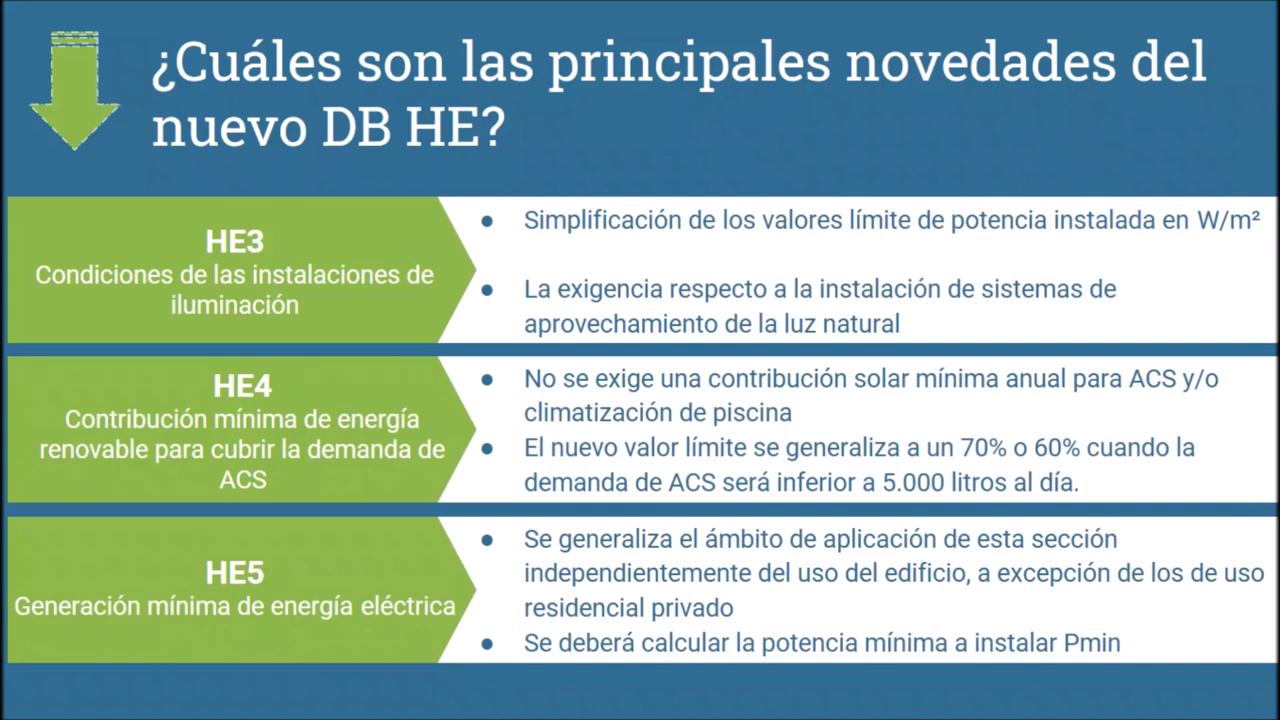 ¿Cuáles son las principales novedades del
nuevo DB HE?
HE3
Condiciones de las instalaciones de
iluminación
● Simplificación de los valores límite de potencia instalada en W/m²
● La exigencia respecto a la instalación de sistemas de
aprovechamiento de la luz natural
HE4
Contribución mínima de energía
renovable para cubrir la demanda de
ACS
● No se exige una contribución solar mínima anual para ACS y/o
climatización de piscina
● El nuevo valor límite se generaliza a un 70% o 60% cuando la
demanda de ACS será inferior a 5.000 litros al día.
HE5
Generación mínima de energía eléctrica
● Se generaliza el ámbito de aplicación de esta sección
independientemente del uso del edificio, a excepción de los de uso
residencial privado
● Se deberá calcular la potencia mínima a instalar Pmin